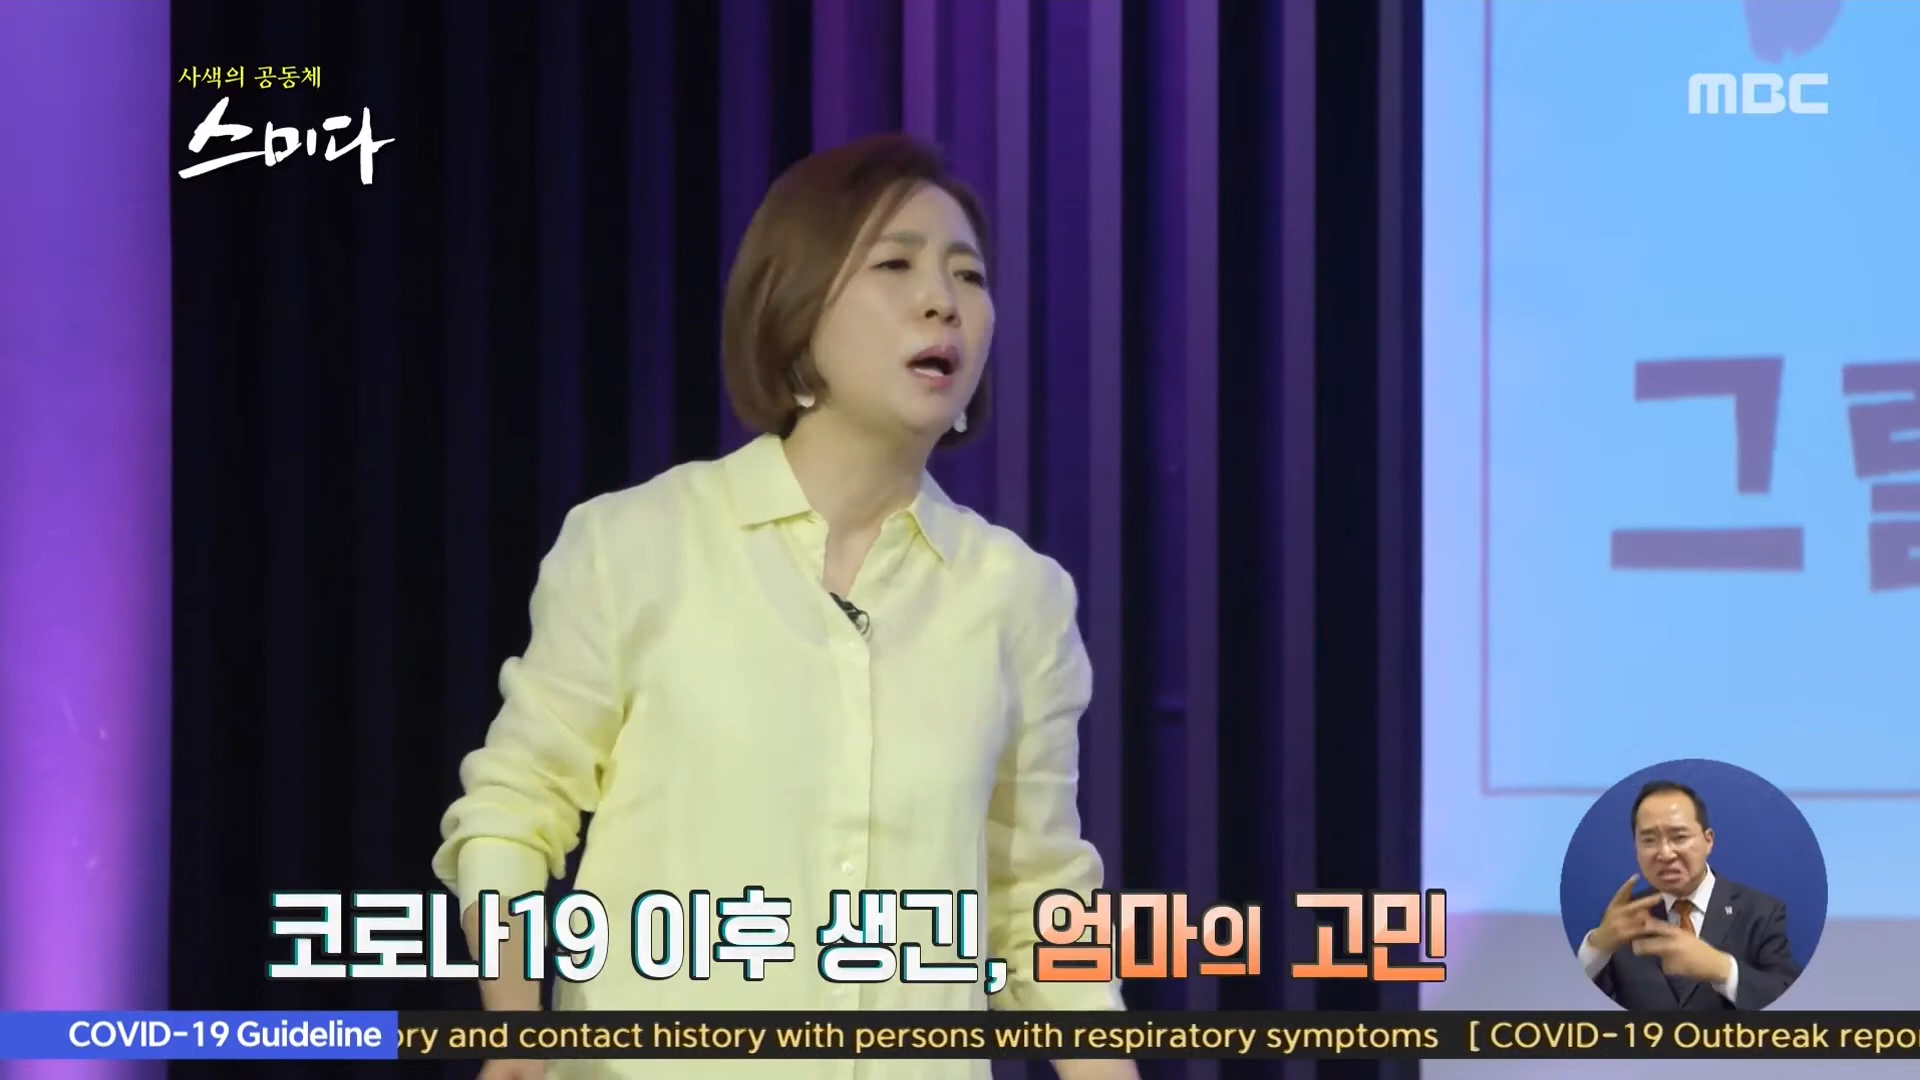 사색의 공동체
스미다
MBC
그림
코로나19 이후 생긴, 엄마의 고민
COVID-19 Guideline
ory and contact history with persons with respiratory symptoms [ COVID-19 Outbreak repo